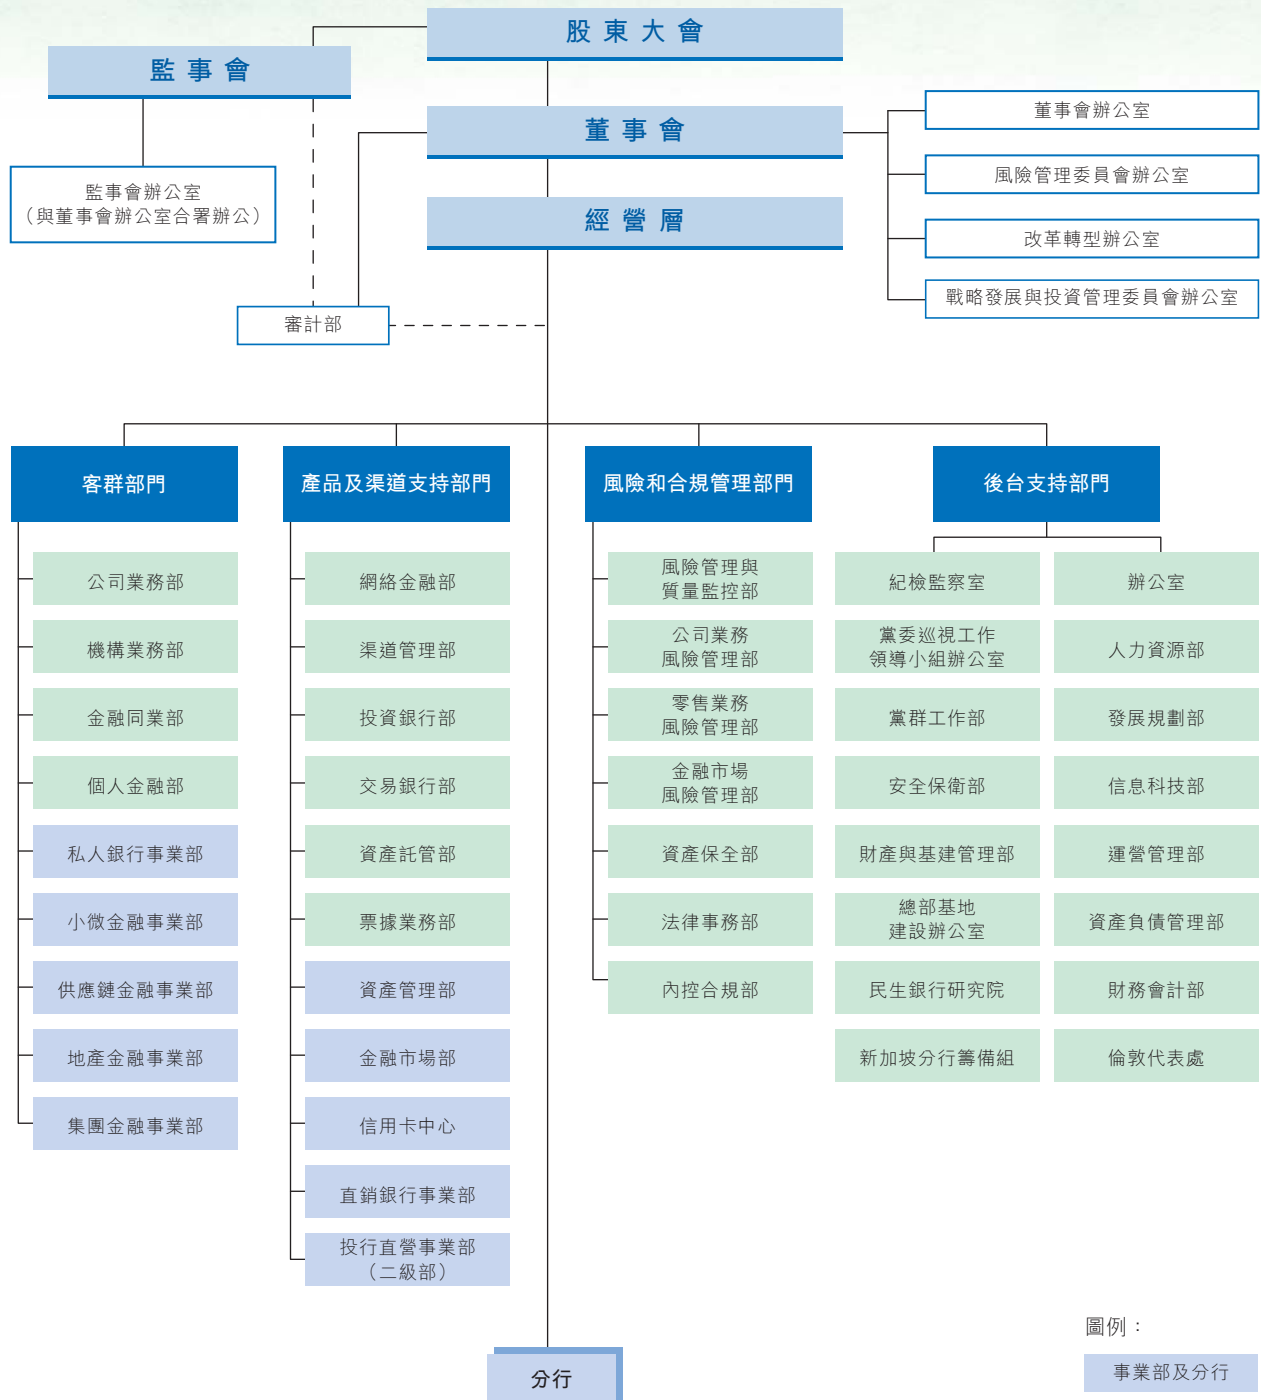 股東大會
監事會
董事會
經營層
監事會辦公室
（與董事會辦公室合署辦公）
董事會辦公室
風險管理委員會辦公室
改革轉型辦公室
戰略發展與投資管理委員會辦公室
審計部
客群部門
公司業務部
機構業務部
金融同業部
個人金融部
私人銀行事業部
小微金融事業部
供應鏈金融事業部
地產金融事業部
集團金融事業部
產品及渠道支持部門
網絡金融部
渠道管理部
投資銀行部
交易銀行部
資產託管部
票據業務部
資產管理部
金融市場部
信用卡中心
直銷銀行事業部
投行直營事業部
（二級部）
風險和合規管理部門
風險管理與
質量監控部
公司業務
風險管理部
零售業務
風險管理部
金融市場
風險管理部
資產保全部
法律事務部
內控合規部
後台支持部門
紀檢監察室
黨委巡視工作
領導小組辦公室
黨群工作部
安全保衛部
財產與基建管理部
總部基地
建設辦公室
民生銀行研究院
新加坡分行籌備組
辦公室
人力資源部
發展規劃部
信息科技部
運營管理部
資產負債管理部
財務會計部
倫敦代表處
分行
圖例：
事業部及分行